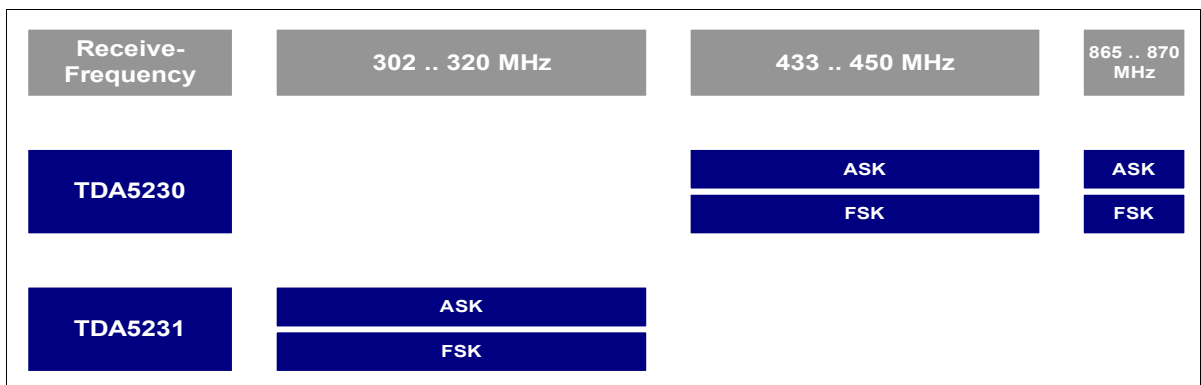 Receive-
Frequency
302 .. 320 MHz
433 .. 450 MHz
865 .. 870
MHz
TDA5230
ASK
ASK
FSK
FSK
TDA5231
ASK
FSK